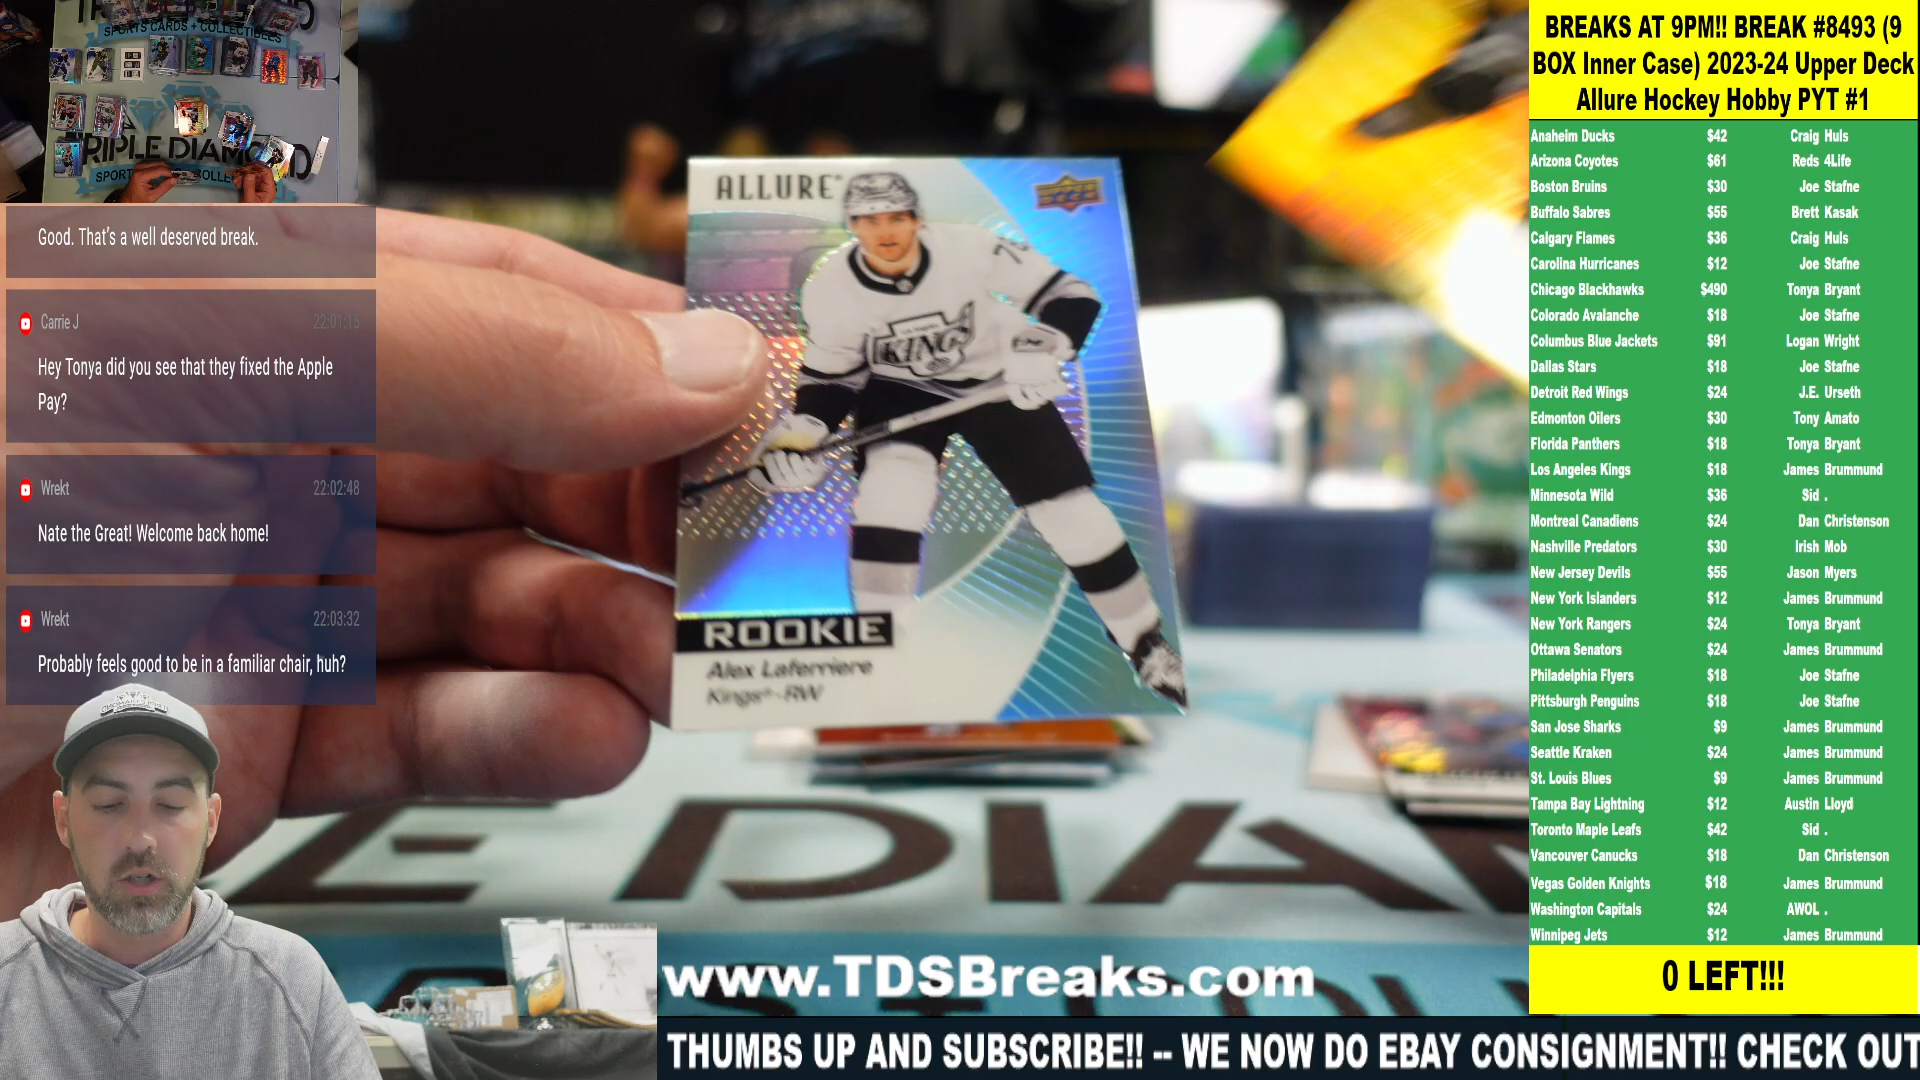 SPORTS CARDS + COLLECTIBLES
RIPLE DIAM
Good. That's a well deserved break.
Carrie J 22:01:15
Hey Tonya did you see that they fixed the Apple
Pay?
Wrekt 22:02:48
Nate the Great! Welcome back home!
Wrekt 22:03:32
Probably feels good to be in a familiar chair, huh?
ALLURE
UPPER DECK
KINGS
ROOKIE
Alex Laferriere
Kings - RW
E DIAM
www.TDSBreaks.com
THUMBS UP AND SUBSCRIBE!! -- WE NOW DO EBAY CONSIGNMENT!! CHECK OUT
BREAKS AT 9PM!! BREAK #8493 (9
BOX Inner Case) 2023-24 Upper Deck
Allure Hockey Hobby PYT #1
Anaheim Ducks $42 Craig Huls
Arizona Coyotes $61 Reds 4Life
Boston Bruins $30 Joe Stafne
Buffalo Sabres $55 Brett Kasak
Calgary Flames $36 Craig Huls
Carolina Hurricanes $12 Joe Stafne
Chicago Blackhawks $490 Tonya Bryant
Colorado Avalanche $18 Joe Stafne
Columbus Blue Jackets $91 Logan Wright
Dallas Stars $18 Joe Stafne
Detroit Red Wings $24 J.E. Urseth
Edmonton Oilers $30 Tony Amato
Florida Panthers $18 Tonya Bryant
Los Angeles Kings $18 James Brummund
Minnesota Wild $36 Sid .
Montreal Canadiens $24 Dan Christenson
Nashville Predators $30 Irish Mob
New Jersey Devils $55 Jason Myers
New York Islanders $12 James Brummund
New York Rangers $24 Tonya Bryant
Ottawa Senators $24 James Brummund
Philadelphia Flyers $18 Joe Stafne
Pittsburgh Penguins $18 Joe Stafne
San Jose Sharks $9 James Brummund
Seattle Kraken $24 James Brummund
St. Louis Blues $9 James Brummund
Tampa Bay Lightning $12 Austin Lloyd
Toronto Maple Leafs $42 Sid .
Vancouver Canucks $18 Dan Christenson
Vegas Golden Knights $18 James Brummund
Washington Capitals $24 AWOL .
Winnipeg Jets $12 James Brummund
0 LEFT!!!